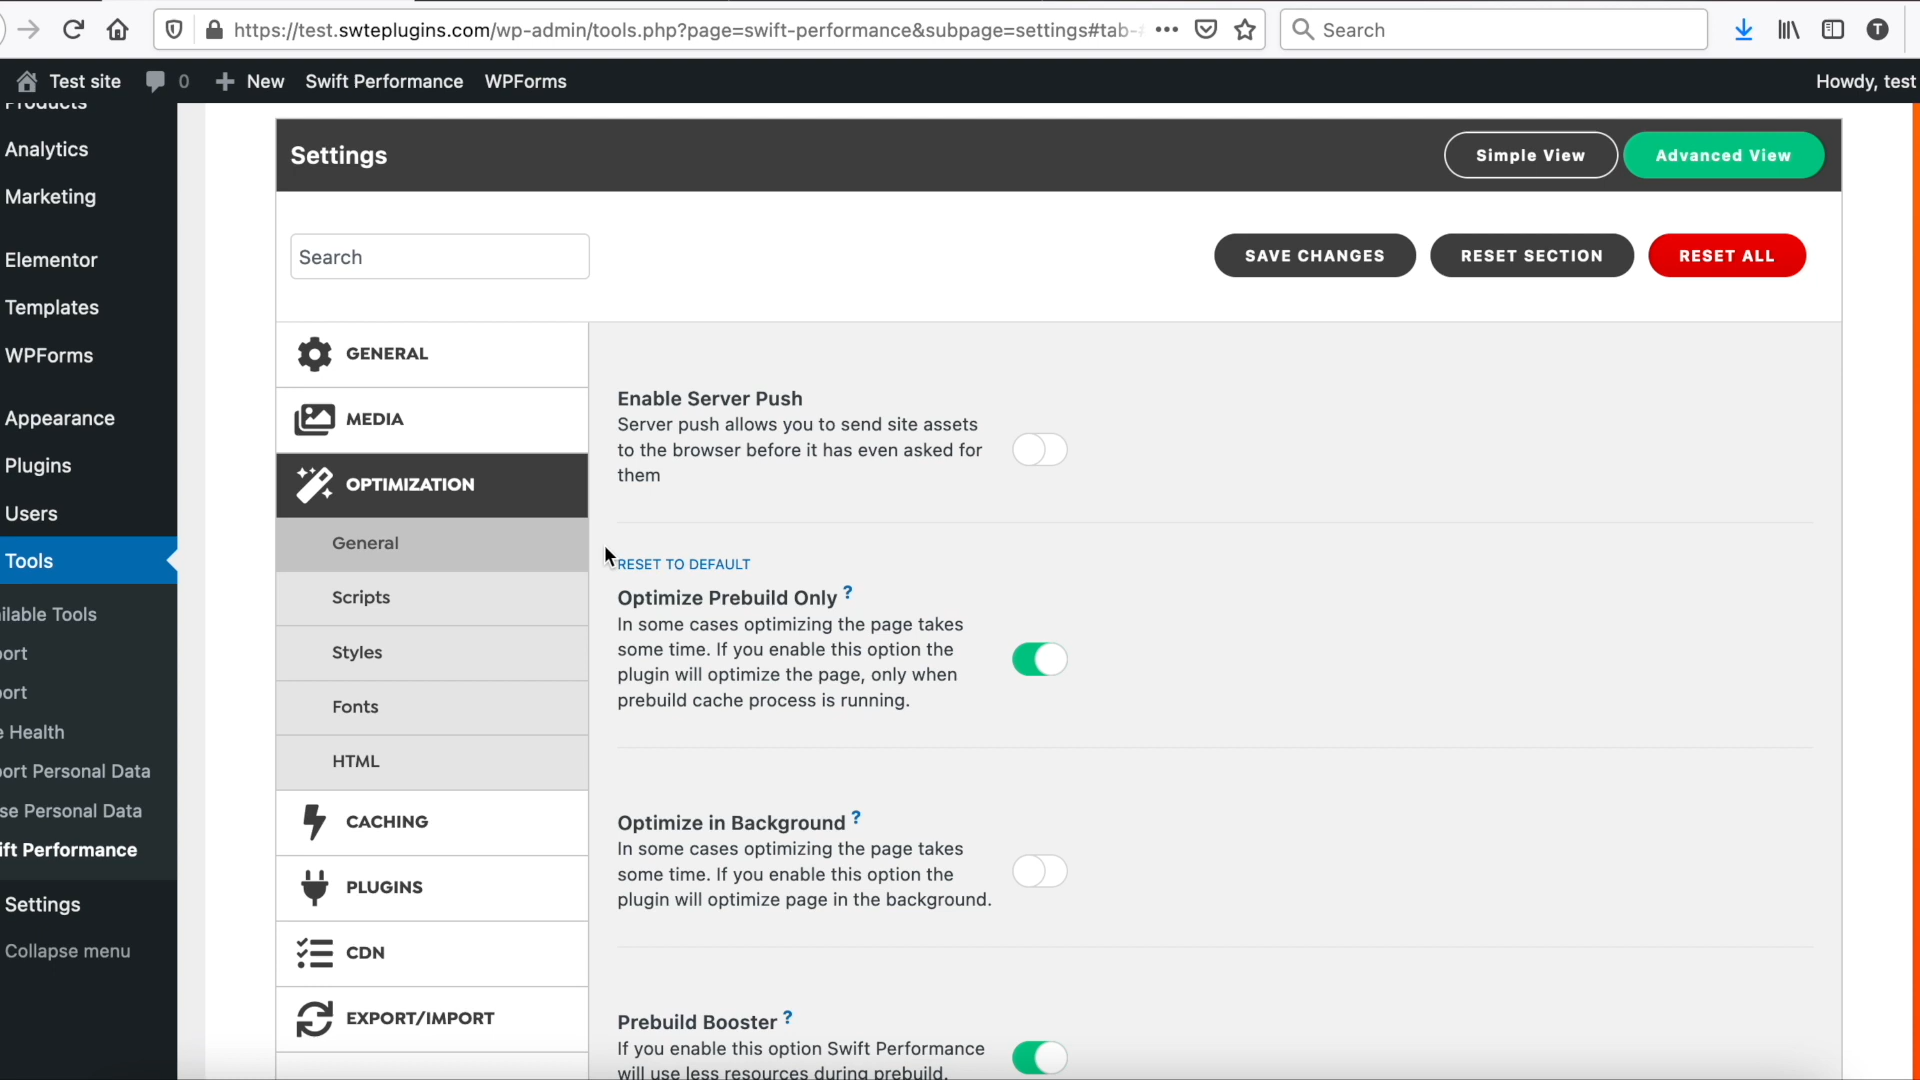 https://test.swteplugins.com/wp-admin/tools.php?page=swift-performance&subpage=settings#tab-
Search
T
Test site
0
New
Swift Performance
WPForms
Howdy, test
Products
Analytics
Marketing
Elementor
Templates
WPForms
Appearance
Plugins
Users
Tools
ilable Tools
ort
ort
e Health
ort Personal Data
se Personal Data
ift Performance
Settings
Collapse menu
Settings
Simple View
Advanced View
Search
SAVE CHANGES
RESET SECTION
RESET ALL
GENERAL
MEDIA
OPTIMIZATION
General
Scripts
Styles
Fonts
HTML
CACHING
PLUGINS
CDN
EXPORT/IMPORT
Enable Server Push
Server push allows you to send site assets
to the browser before it has even asked for
them
RESET TO DEFAULT
Optimize Prebuild Only ?
In some cases optimizing the page takes
some time. If you enable this option the
plugin will optimize the page, only when
prebuild cache process is running.
Optimize in Background ?
In some cases optimizing the page takes
some time. If you enable this option the
plugin will optimize page in the background.
Prebuild Booster ?
If you enable this option Swift Performance
will use less resources during prebuild.